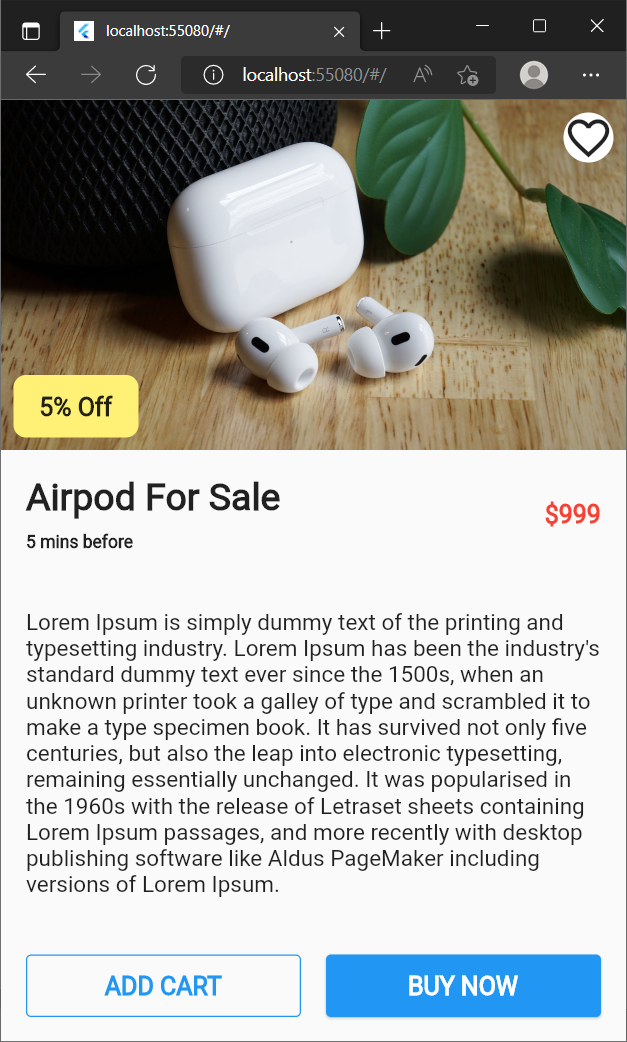 localhost:55080/#/
localhost:55080/#/
5% Off
Airpod For Sale
$999
5 mins before
Lorem Ipsum is simply dummy text of the printing and
typesetting industry. Lorem Ipsum has been the industry's
standard dummy text ever since the 1500s, when an
unknown printer took a galley of type and scrambled it to
make a type specimen book. It has survived not only five
centuries, but also the leap into electronic typesetting,
remaining essentially unchanged. It was popularised in
the 1960s with the release of Letraset sheets containing
Lorem Ipsum passages, and more recently with desktop
publishing software like Aldus PageMaker including
versions of Lorem Ipsum.
ADD CART
BUY NOW